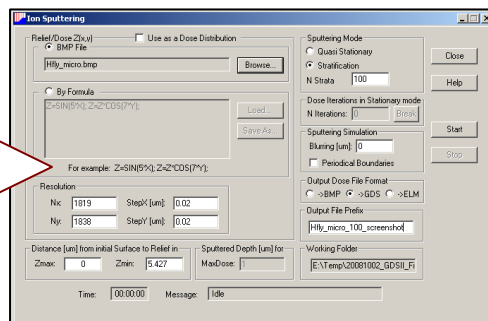 Ion Sputtering
Relief/Dose Z(x,y)
Use as a Dose Distribution
BMP File
Hfly_micro.bmp
Browse...
By Formula
Z=SIN(5*X); Z=Z*COS(7*Y);
Load...
Save As...
For example: Z=SIN(5*X); Z=Z*COS(7*Y);
Resolution
Nx: 1819 StepX [um]: 0.02
Ny: 1838 StepY [um]: 0.02
Distance [um] from initial Surface to Relief in
Zmax: 0 Zmin: 5.427
Sputtered Depth [um] for
MaxDose: 1
Time: 00:00:00 Message: Idle
Sputtering Mode
Quasi Stationary
Stratification
N Strata 100
Dose Iterations in Stationary mode
N Iterations: 0 Break
Sputtering Simulation
Blurring [um]: 0
Periodical Boundaries
Output Dose File Format
->BMP ->GDS ->ELM
Output File Prefix
Hfly_micro_100_screenshot
Working Folder
E:\Temp\20081002_GDSII_Fi
Close
Help
Start
Stop